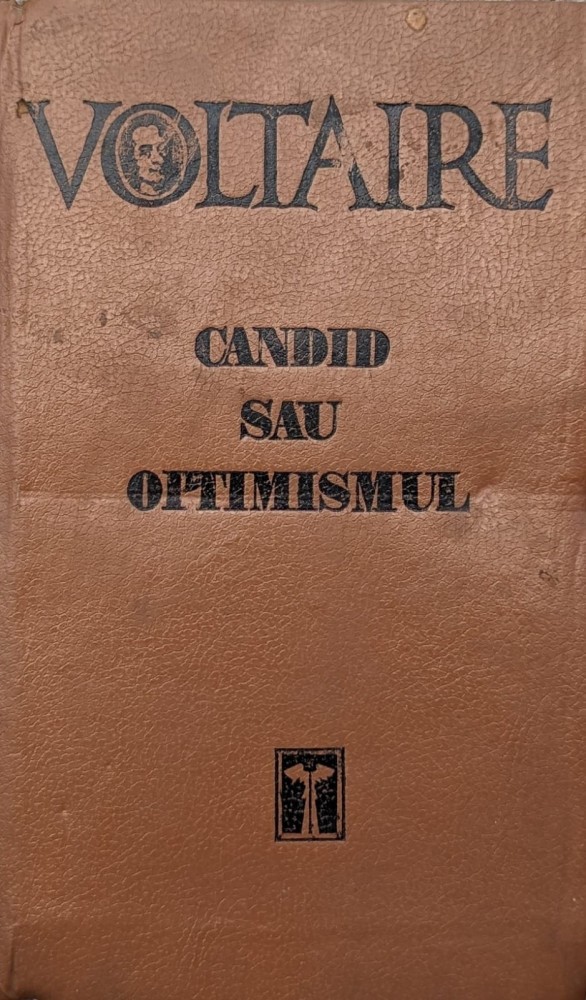 VOLTAIRE
CANDID
SAU
OPTIMISMUL